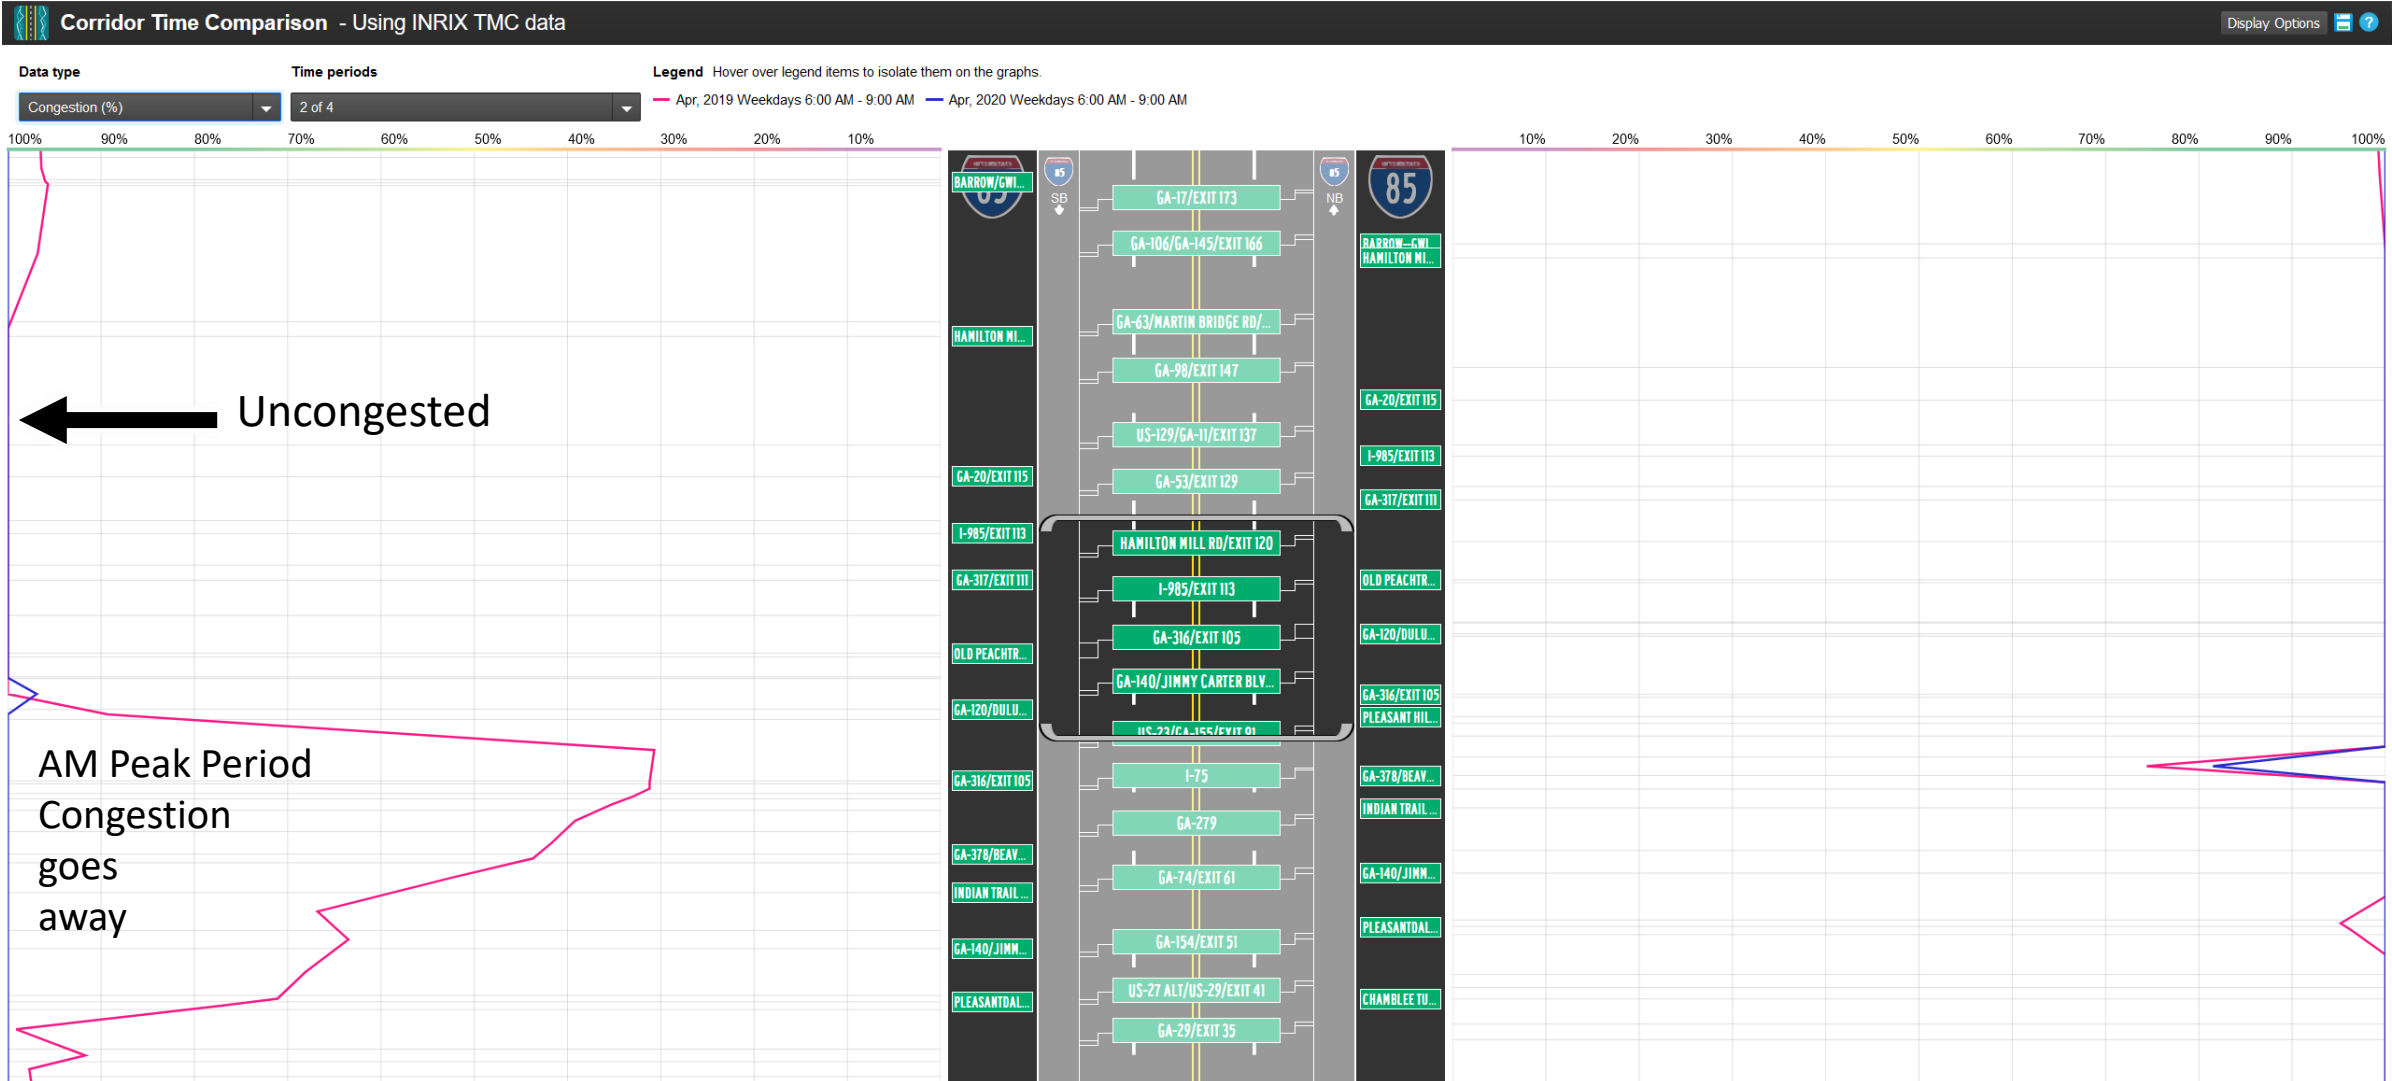 Corridor Time Comparison - Using INRIX TMC data
Display Options
?
Data type
Time periods
Legend Hover over legend items to isolate them on the graphs.
Congestion (%)
2 of 4
Apr, 2019 Weekdays 6:00 AM - 9:00 AM
Apr, 2020 Weekdays 6:00 AM - 9:00 AM
100% 90% 80% 70% 60% 50% 40% 30% 20% 10%
10% 20% 30% 40% 50% 60% 70% 80% 90% 100%
Uncongested
AM Peak Period
Congestion
goes
away
BARROW/GWI...
HAMILTON MI...
GA-20/EXIT 115
I-985/EXIT 113
GA-317/EXIT 111
OLD PEACHTR...
GA-120/DULU...
GA-316/EXIT 105
GA-378/BEAV...
INDIAN TRAIL ...
GA-140/JIMM...
PLEASANTDAL...
85
SB
85
NB
GA-17/EXIT 173
GA-106/GA-145/EXIT 166
GA-63/MARTIN BRIDGE RD/...
GA-98/EXIT 147
US-129/GA-11/EXIT 137
GA-53/EXIT 129
HAMILTON MILL RD/EXIT 120
I-985/EXIT 113
GA-316/EXIT 105
GA-140/JIMMY CARTER BLV...
US-23/GA-155/EXIT 91
I-75
GA-279
GA-74/EXIT 61
GA-154/EXIT 51
US-27 ALT/US-29/EXIT 41
GA-29/EXIT 35
INTERSTATE
85
BARROW-GWI...
HAMILTON MI...
GA-20/EXIT 115
I-985/EXIT 113
GA-317/EXIT 111
OLD PEACHTR...
GA-120/DULU...
GA-316/EXIT 105
PLEASANT HIL...
GA-378/BEAV...
INDIAN TRAIL ...
GA-140/JIMM...
PLEASANTDAL...
CHAMBLEE TU...